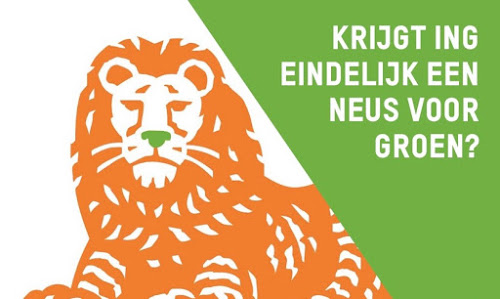 KRIJGT ING
EINDELIJK EEN
NEUS VOOR
GROEN?